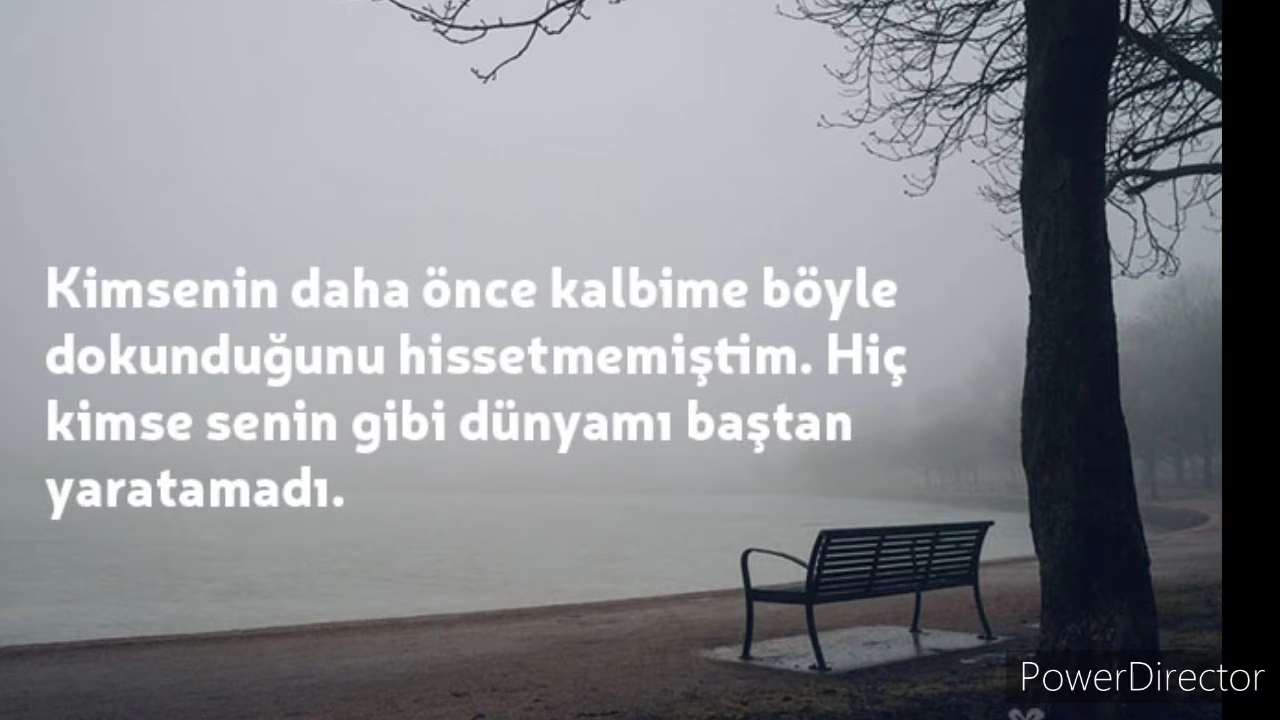 Kimsenin daha önce kalbime böyle
dokunduğunu hissetmemiştim. Hiç
kimse senin gibi dünyamı baştan
yaratamadı.
PowerDirector